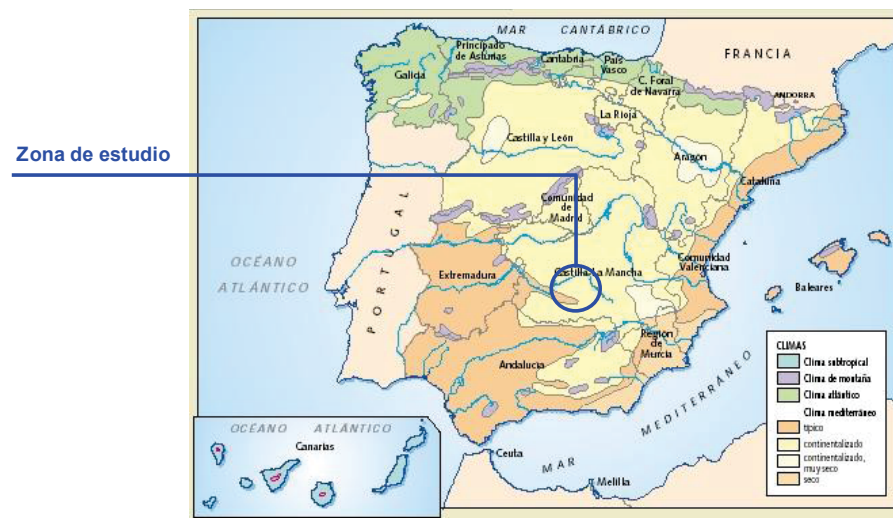 MAR CANTÁBRICO
FRANCIA
Principado
de Asturias
Cantabria
País
Vasco
Galicia
C. Foral
de Navarra
ANDORRA
La Rioja
Castilla y León
Aragón
Zona de estudio
Cataluña
Comunidad
de
Madrid
PORTUGAL
OCÉANO
ATLÁNTICO
Extremadura
Castilla-La Mancha
Comunidad
Valenciana
Baleares
Región
de
Murcia
Andalucía
MAR MEDITERRÁNEO
CLIMAS
Clima subtropical
Clima de montaña
Clima atlántico
Clima mediterráneo
típico
continentalizado
continentalizado,
muy seco
seco
OCÉANO ATLÁNTICO
Canarias
Ceuta
Melilla